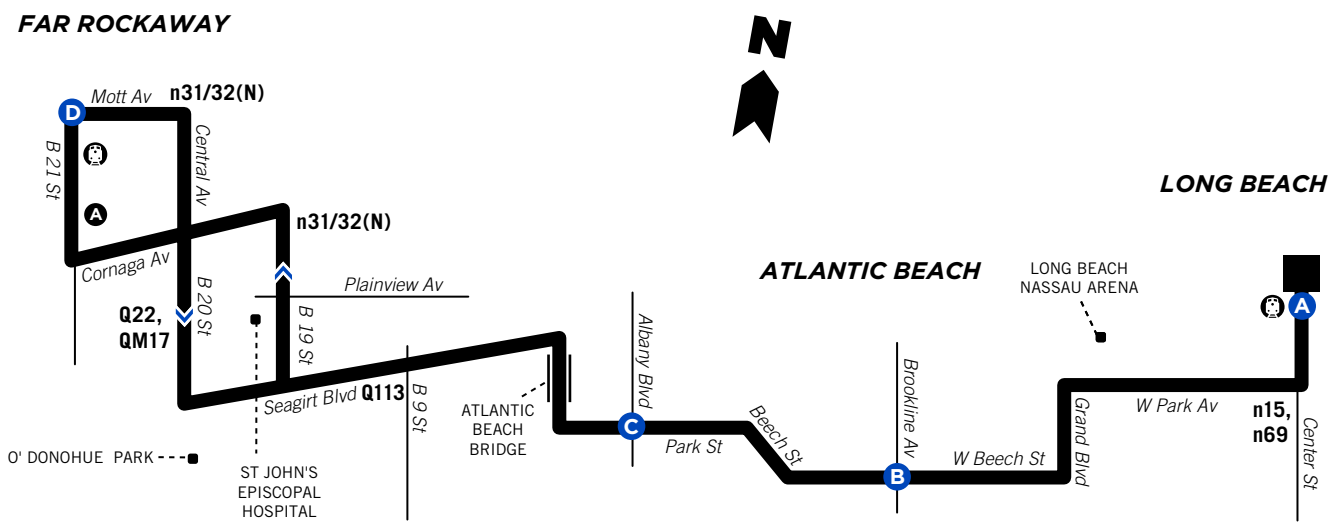 FAR ROCKAWAY
N
Mott Av
n31/32(N)
D
Central Av
B 21 St
A
LONG BEACH
n31/32(N)
Cornaga Av
ATLANTIC BEACH
LONG BEACH
NASSAU ARENA
B 20 St
Plainview Av
Q22,
QM17
B 19 St
Albany Blvd
A
Brookline Av
Seagirt Blvd
Q113
B 9 St
ATLANTIC
BEACH
BRIDGE
C
Park St
Beech St
Grand Blvd
W Park Av
n15,
n69
Center St
O' DONOHUE PARK
ST JOHN'S
EPISCOPAL
HOSPITAL
B
W Beech St